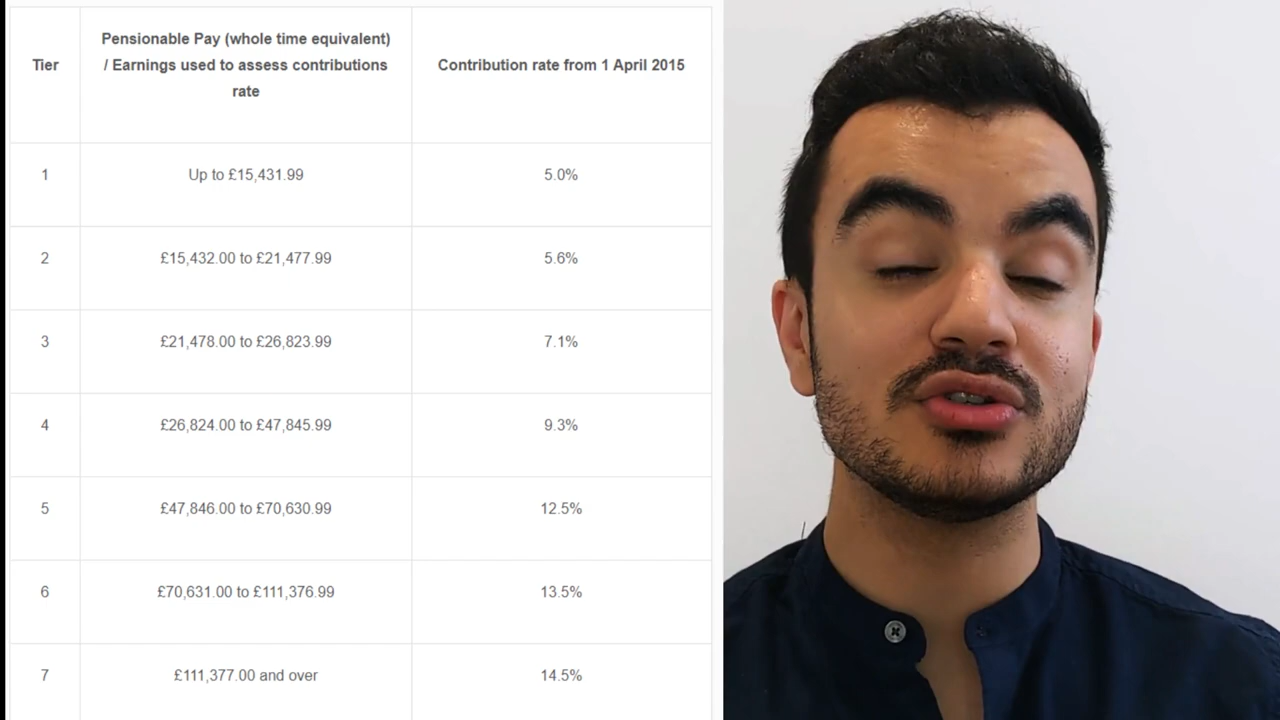 Tier
Pensionable Pay (whole time equivalent)
/ Earnings used to assess contributions
rate
Contribution rate from 1 April 2015
1
Up to £15,431.99
5.0%
2
£15,432.00 to £21,477.99
5.6%
3
£21,478.00 to £26,823.99
7.1%
4
£26,824.00 to £47,845.99
9.3%
5
£47,846.00 to £70,630.99
12.5%
6
£70,631.00 to £111,376.99
13.5%
7
£111,377.00 and over
14.5%